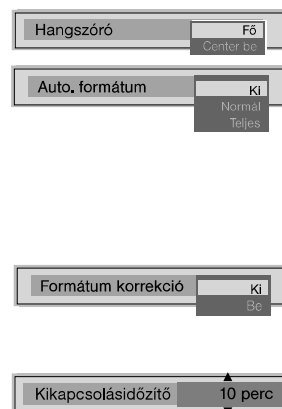 Hangszóró Fő
Center be
Auto. formátum Ki
Normál
Teljes
Formátum korrekció Ki
Be
Kikapcsolásidőzítő 10 perc